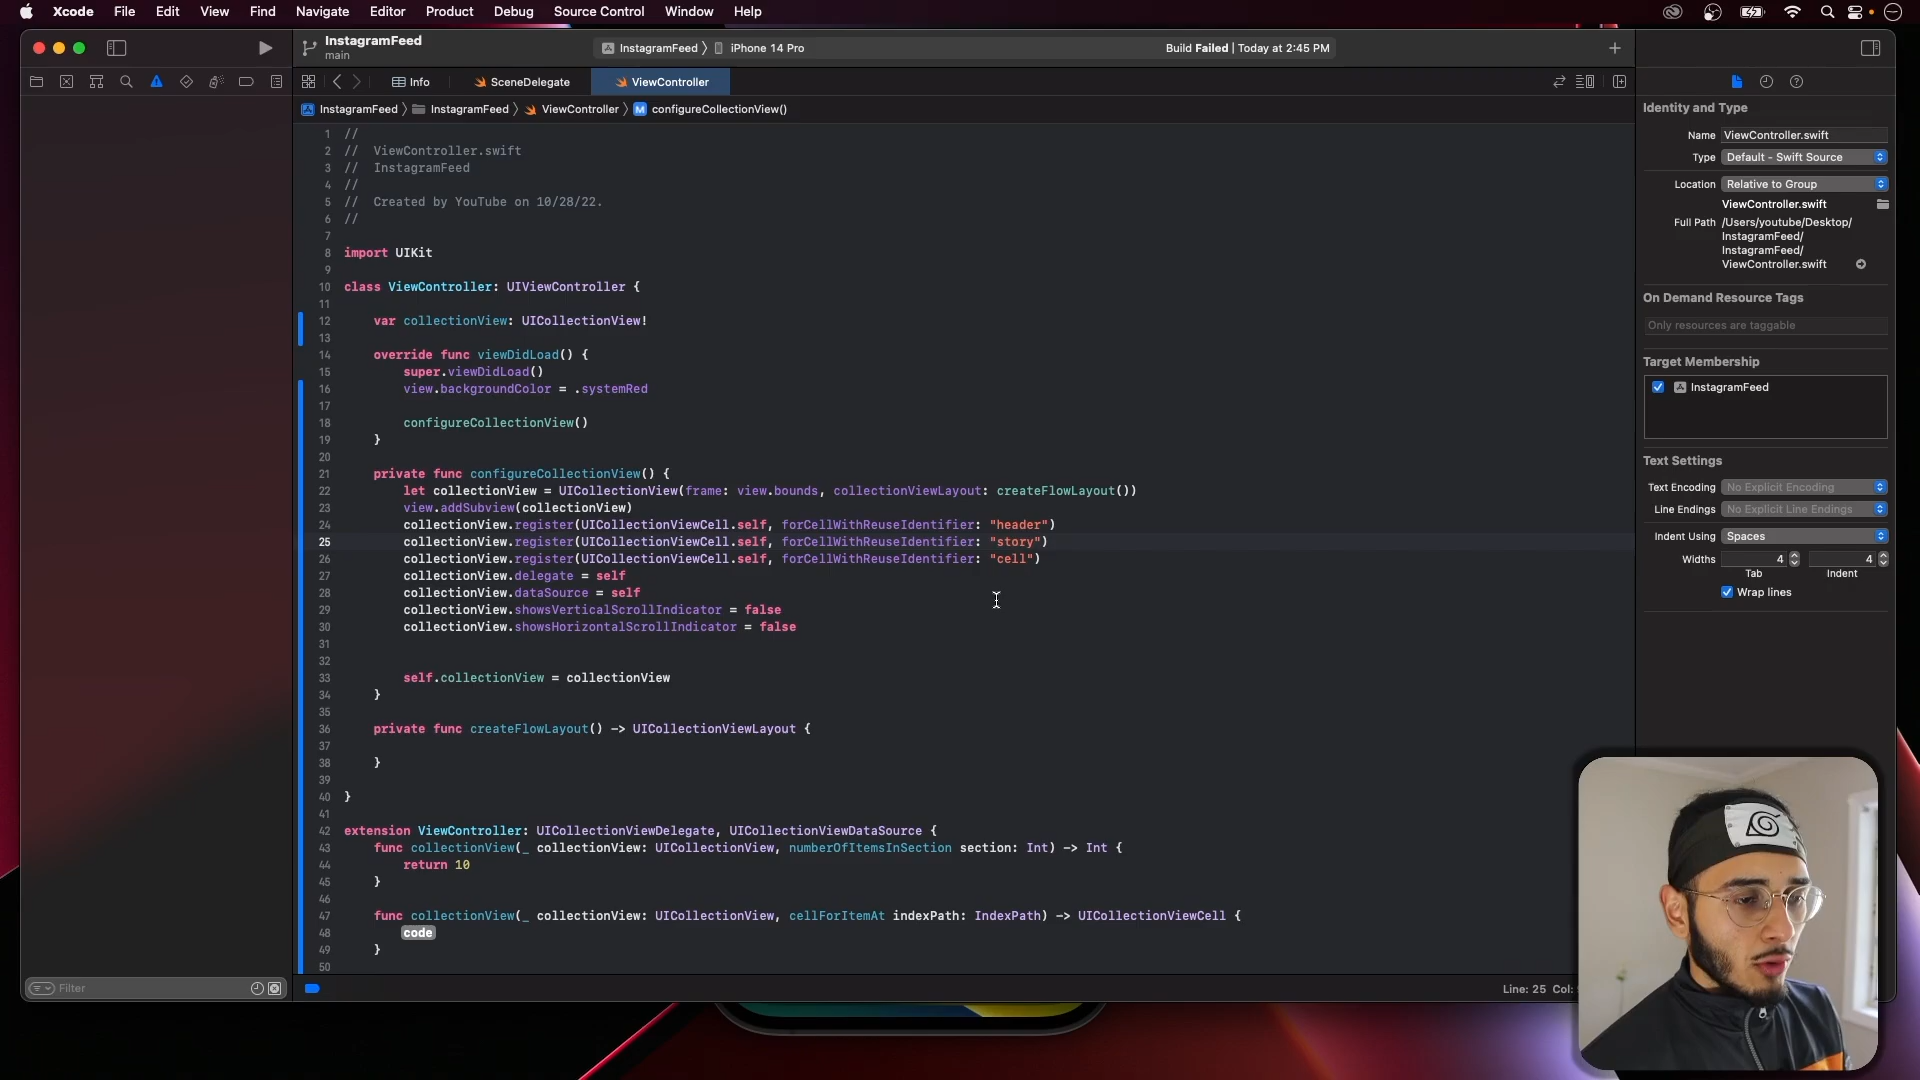 Xcode File Edit View Find Navigate Editor Product Debug Source Control Window Help
InstagramFeed
main
InstagramFeed iPhone 14 Pro
Build Failed | Today at 2:45 PM
Info SceneDelegate ViewController
InstagramFeed InstagramFeed ViewController M configureCollectionView()
1 //
2 // ViewController.swift
3 // InstagramFeed
4 //
5 // Created by YouTube on 10/28/22.
6 //
7
8 import UIKit
9
10 class ViewController: UIViewController {
11
12 var collectionView: UICollectionView!
13
14 override func viewDidLoad() {
15 super.viewDidLoad()
16 view.backgroundColor = .systemRed
17
18 configureCollectionView()
19 }
20
21 private func configureCollectionView() {
22 let collectionView = UICollectionView(frame: view.bounds, collectionViewLayout: createFlowLayout())
23 view.addSubview(collectionView)
24 collectionView.register(UICollectionViewCell.self, forCellWithReuseIdentifier: "header")
25 collectionView.register(UICollectionViewCell.self, forCellWithReuseIdentifier: "story")
26 collectionView.register(UICollectionViewCell.self, forCellWithReuseIdentifier: "cell")
27 collectionView.delegate = self
28 collectionView.dataSource = self
29 collectionView.showsVerticalScrollIndicator = false
30 collectionView.showsHorizontalScrollIndicator = false
31
32
33 self.collectionView = collectionView
34 }
35
36 private func createFlowLayout() -> UICollectionViewLayout {
37
38 }
39
40 }
41
42 extension ViewController: UICollectionViewDelegate, UICollectionViewDataSource {
43 func collectionView(_ collectionView: UICollectionView, numberOfItemsInSection section: Int) -> Int {
44 return 10
45 }
46
47 func collectionView(_ collectionView: UICollectionView, cellForItemAt indexPath: IndexPath) -> UICollectionViewCell {
48 code
49 }
50
Filter
Line: 25 Col:
Identity and Type
Name ViewController.swift
Type Default - Swift Source
Location Relative to Group
ViewController.swift
Full Path /Users/youtube/Desktop/
InstagramFeed/
InstagramFeed/
ViewController.swift
On Demand Resource Tags
Only resources are taggable
Target Membership
InstagramFeed
Text Settings
Text Encoding No Explicit Encoding
Line Endings No Explicit Line Endings
Indent Using Spaces
Widths 4 4
Tab Indent
Wrap lines